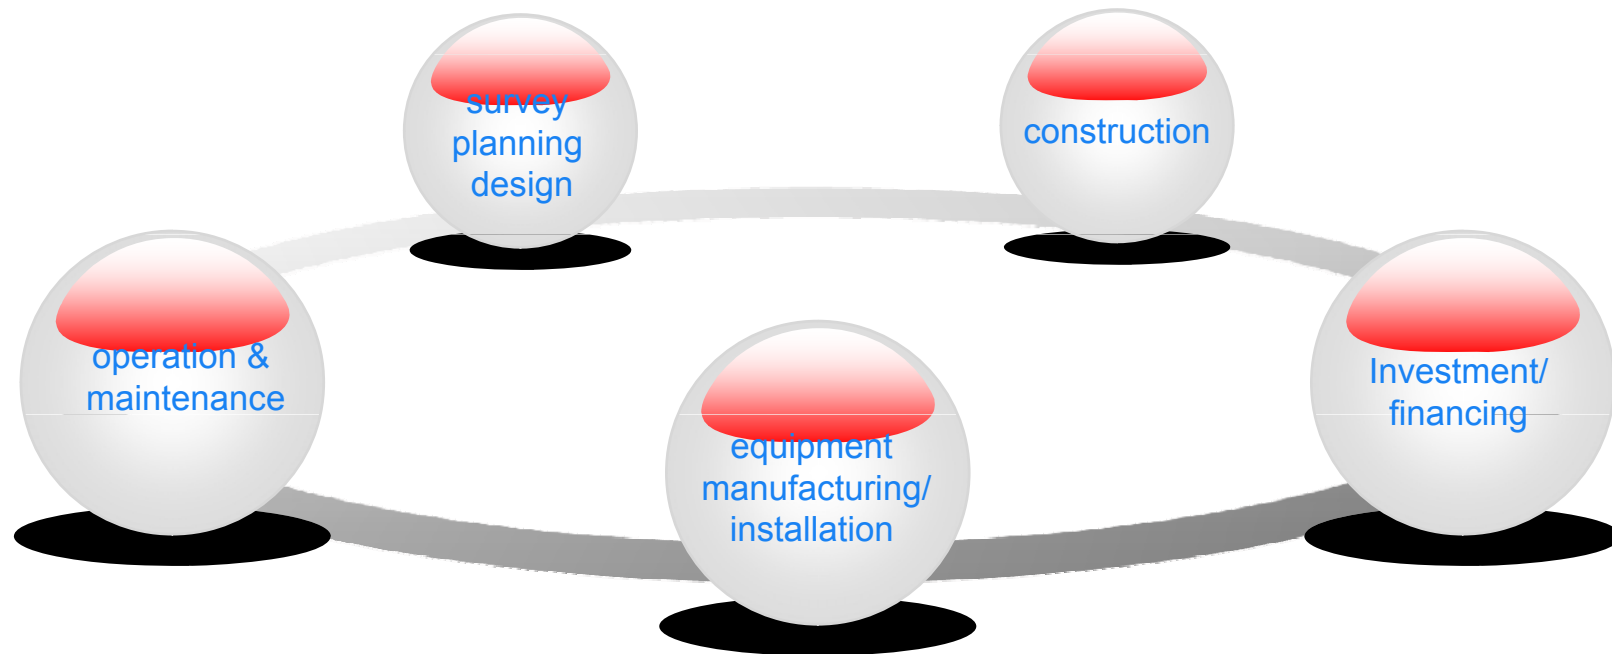 survey
planning
design
construction
operation &
maintenance
Investment/
financing
equipment
manufacturing/
installation